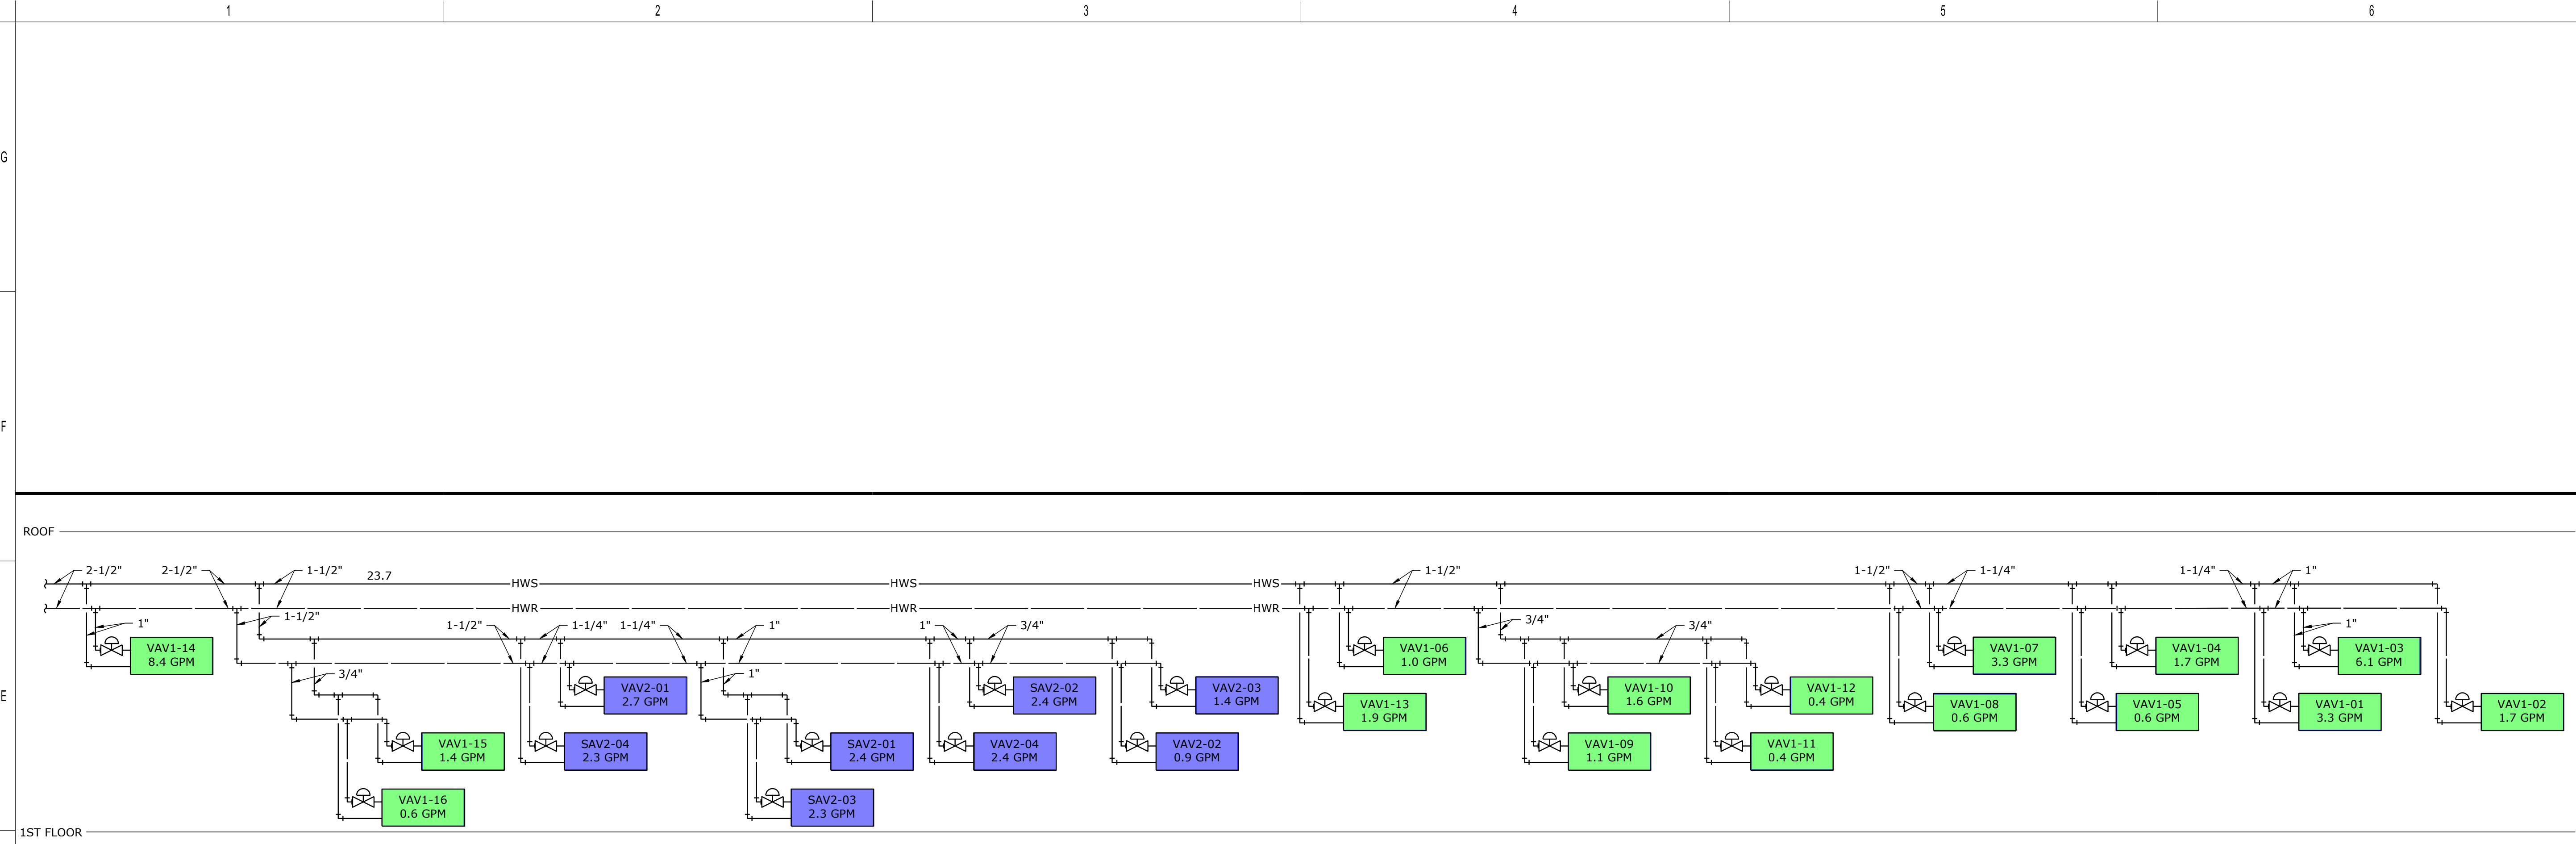 1 2 3 4 5 6
G
F
E
ROOF
2-1/2" 2-1/2" 1-1/2" 23.7 HWS HWS HWS 1-1/2" 1-1/2" 1-1/4" 1-1/4" 1"
HWR HWR HWR
1" 1-1/2" 1-1/2" 1-1/4" 1-1/4" 1" 1" 3/4" 3/4" 3/4" 1"
VAV1-14
8.4 GPM
VAV1-06
1.0 GPM
VAV1-07
3.3 GPM
VAV1-04
1.7 GPM
VAV1-03
6.1 GPM
3/4" 1"
VAV2-01
2.7 GPM
SAV2-02
2.4 GPM
VAV2-03
1.4 GPM
VAV1-10
1.6 GPM
VAV1-12
0.4 GPM
VAV1-13
1.9 GPM
VAV1-08
0.6 GPM
VAV1-05
0.6 GPM
VAV1-01
3.3 GPM
VAV1-02
1.7 GPM
VAV1-15
1.4 GPM
SAV2-04
2.3 GPM
SAV2-01
2.4 GPM
VAV2-04
2.4 GPM
VAV2-02
0.9 GPM
VAV1-09
1.1 GPM
VAV1-11
0.4 GPM
VAV1-16
0.6 GPM
SAV2-03
2.3 GPM
1ST FLOOR